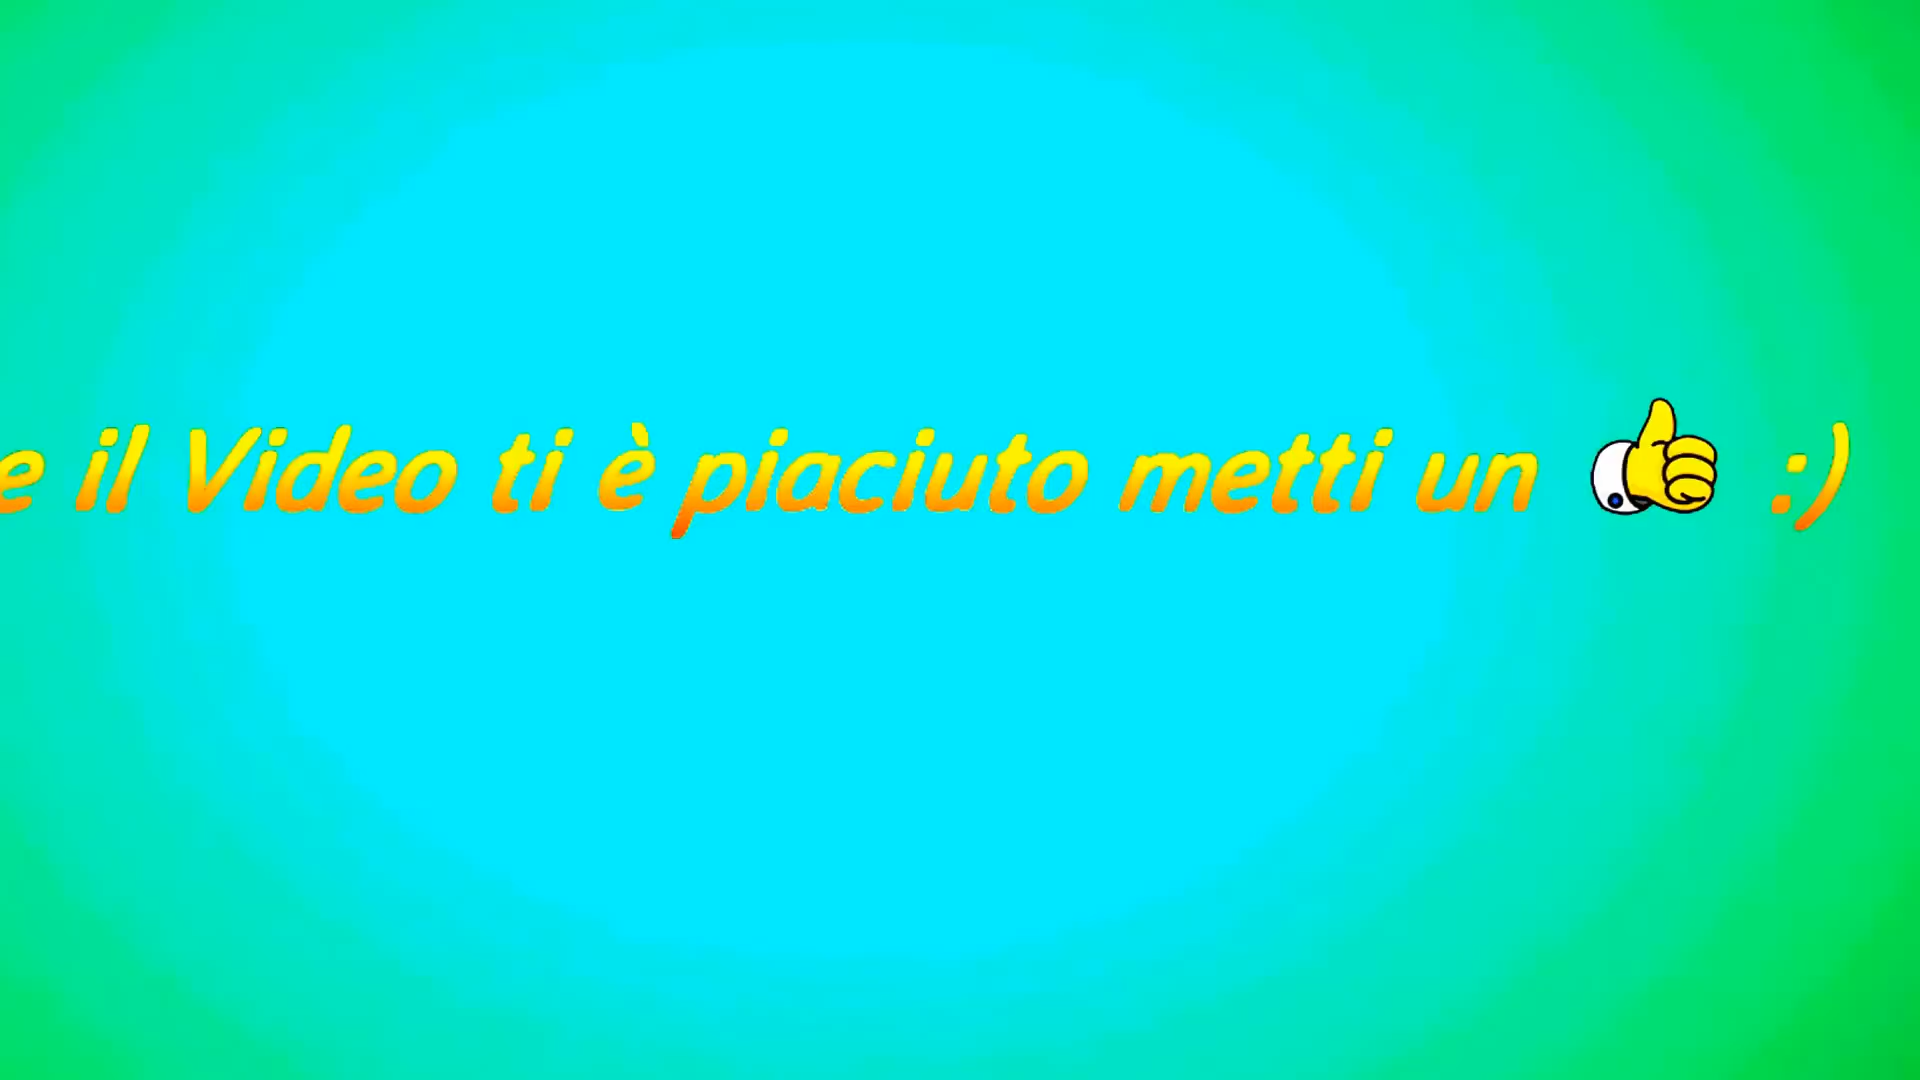 e il Video ti è piaciuto metti un 👍 :)